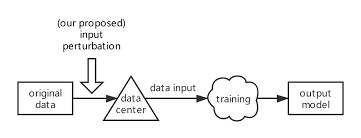 (our proposed)
input
perturbation
original
data
data
center
data input
training
output
model